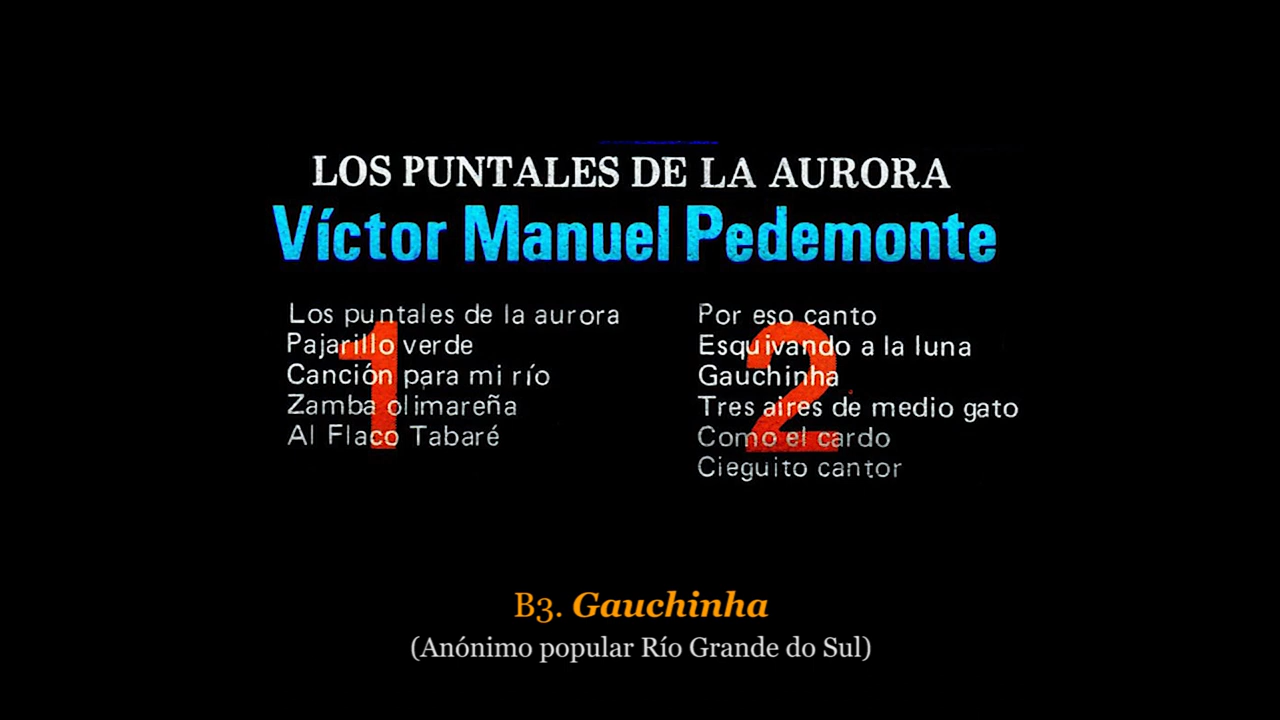 LOS PUNTALES DE LA AURORA
Víctor Manuel Pedemonte
1
Los puntales de la aurora
Pajarillo verde
Canción para mi río
Zamba olimareña
Al Flaco Tabaré
2
Por eso canto
Esquivando a la luna
Gauchinha
Tres aires de medio gato
Como el cardo
Cieguito cantor
B3. Gauchinha
(Anónimo popular Río Grande do Sul)